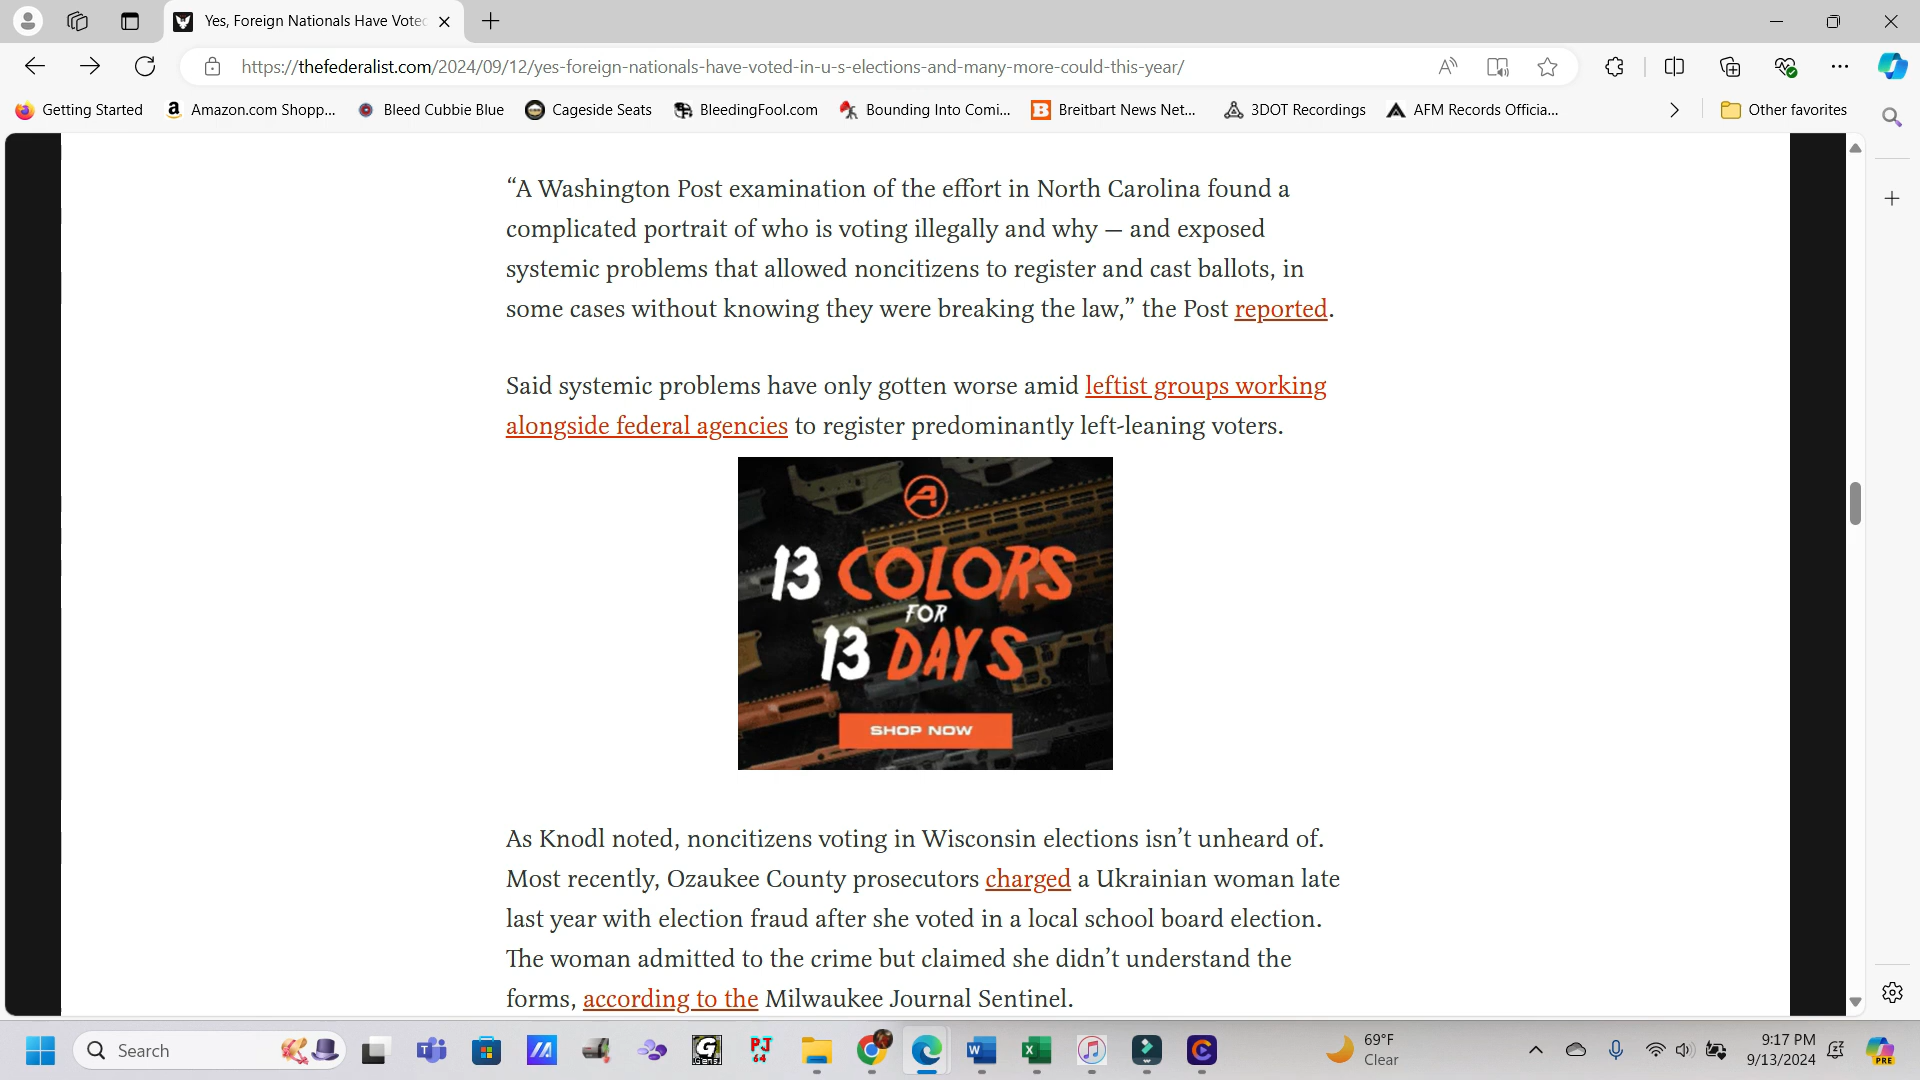 Yes, Foreign Nationals Have Vote
https://thefederalist.com/2024/09/12/yes-foreign-nationals-have-voted-in-u-s-elections-and-many-more-could-this-year/
Getting Started
Amazon.com Shopp...
Bleed Cubbie Blue
Cageside Seats
BleedingFool.com
Bounding Into Comi...
Breitbart News Net...
3DOT Recordings
AFM Records Officia...
Other favorites
“A Washington Post examination of the effort in North Carolina found a
complicated portrait of who is voting illegally and why — and exposed
systemic problems that allowed noncitizens to register and cast ballots, in
some cases without knowing they were breaking the law,” the Post reported.
Said systemic problems have only gotten worse amid leftist groups working
alongside federal agencies to register predominantly left-leaning voters.
13 COLORS
FOR
13 DAYS
SHOP NOW
As Knodl noted, noncitizens voting in Wisconsin elections isn’t unheard of.
Most recently, Ozaukee County prosecutors charged a Ukrainian woman late
last year with election fraud after she voted in a local school board election.
The woman admitted to the crime but claimed she didn’t understand the
forms, according to the Milwaukee Journal Sentinel.
Search
PJ
64
69°F
Clear
9:17 PM
9/13/2024
PRE